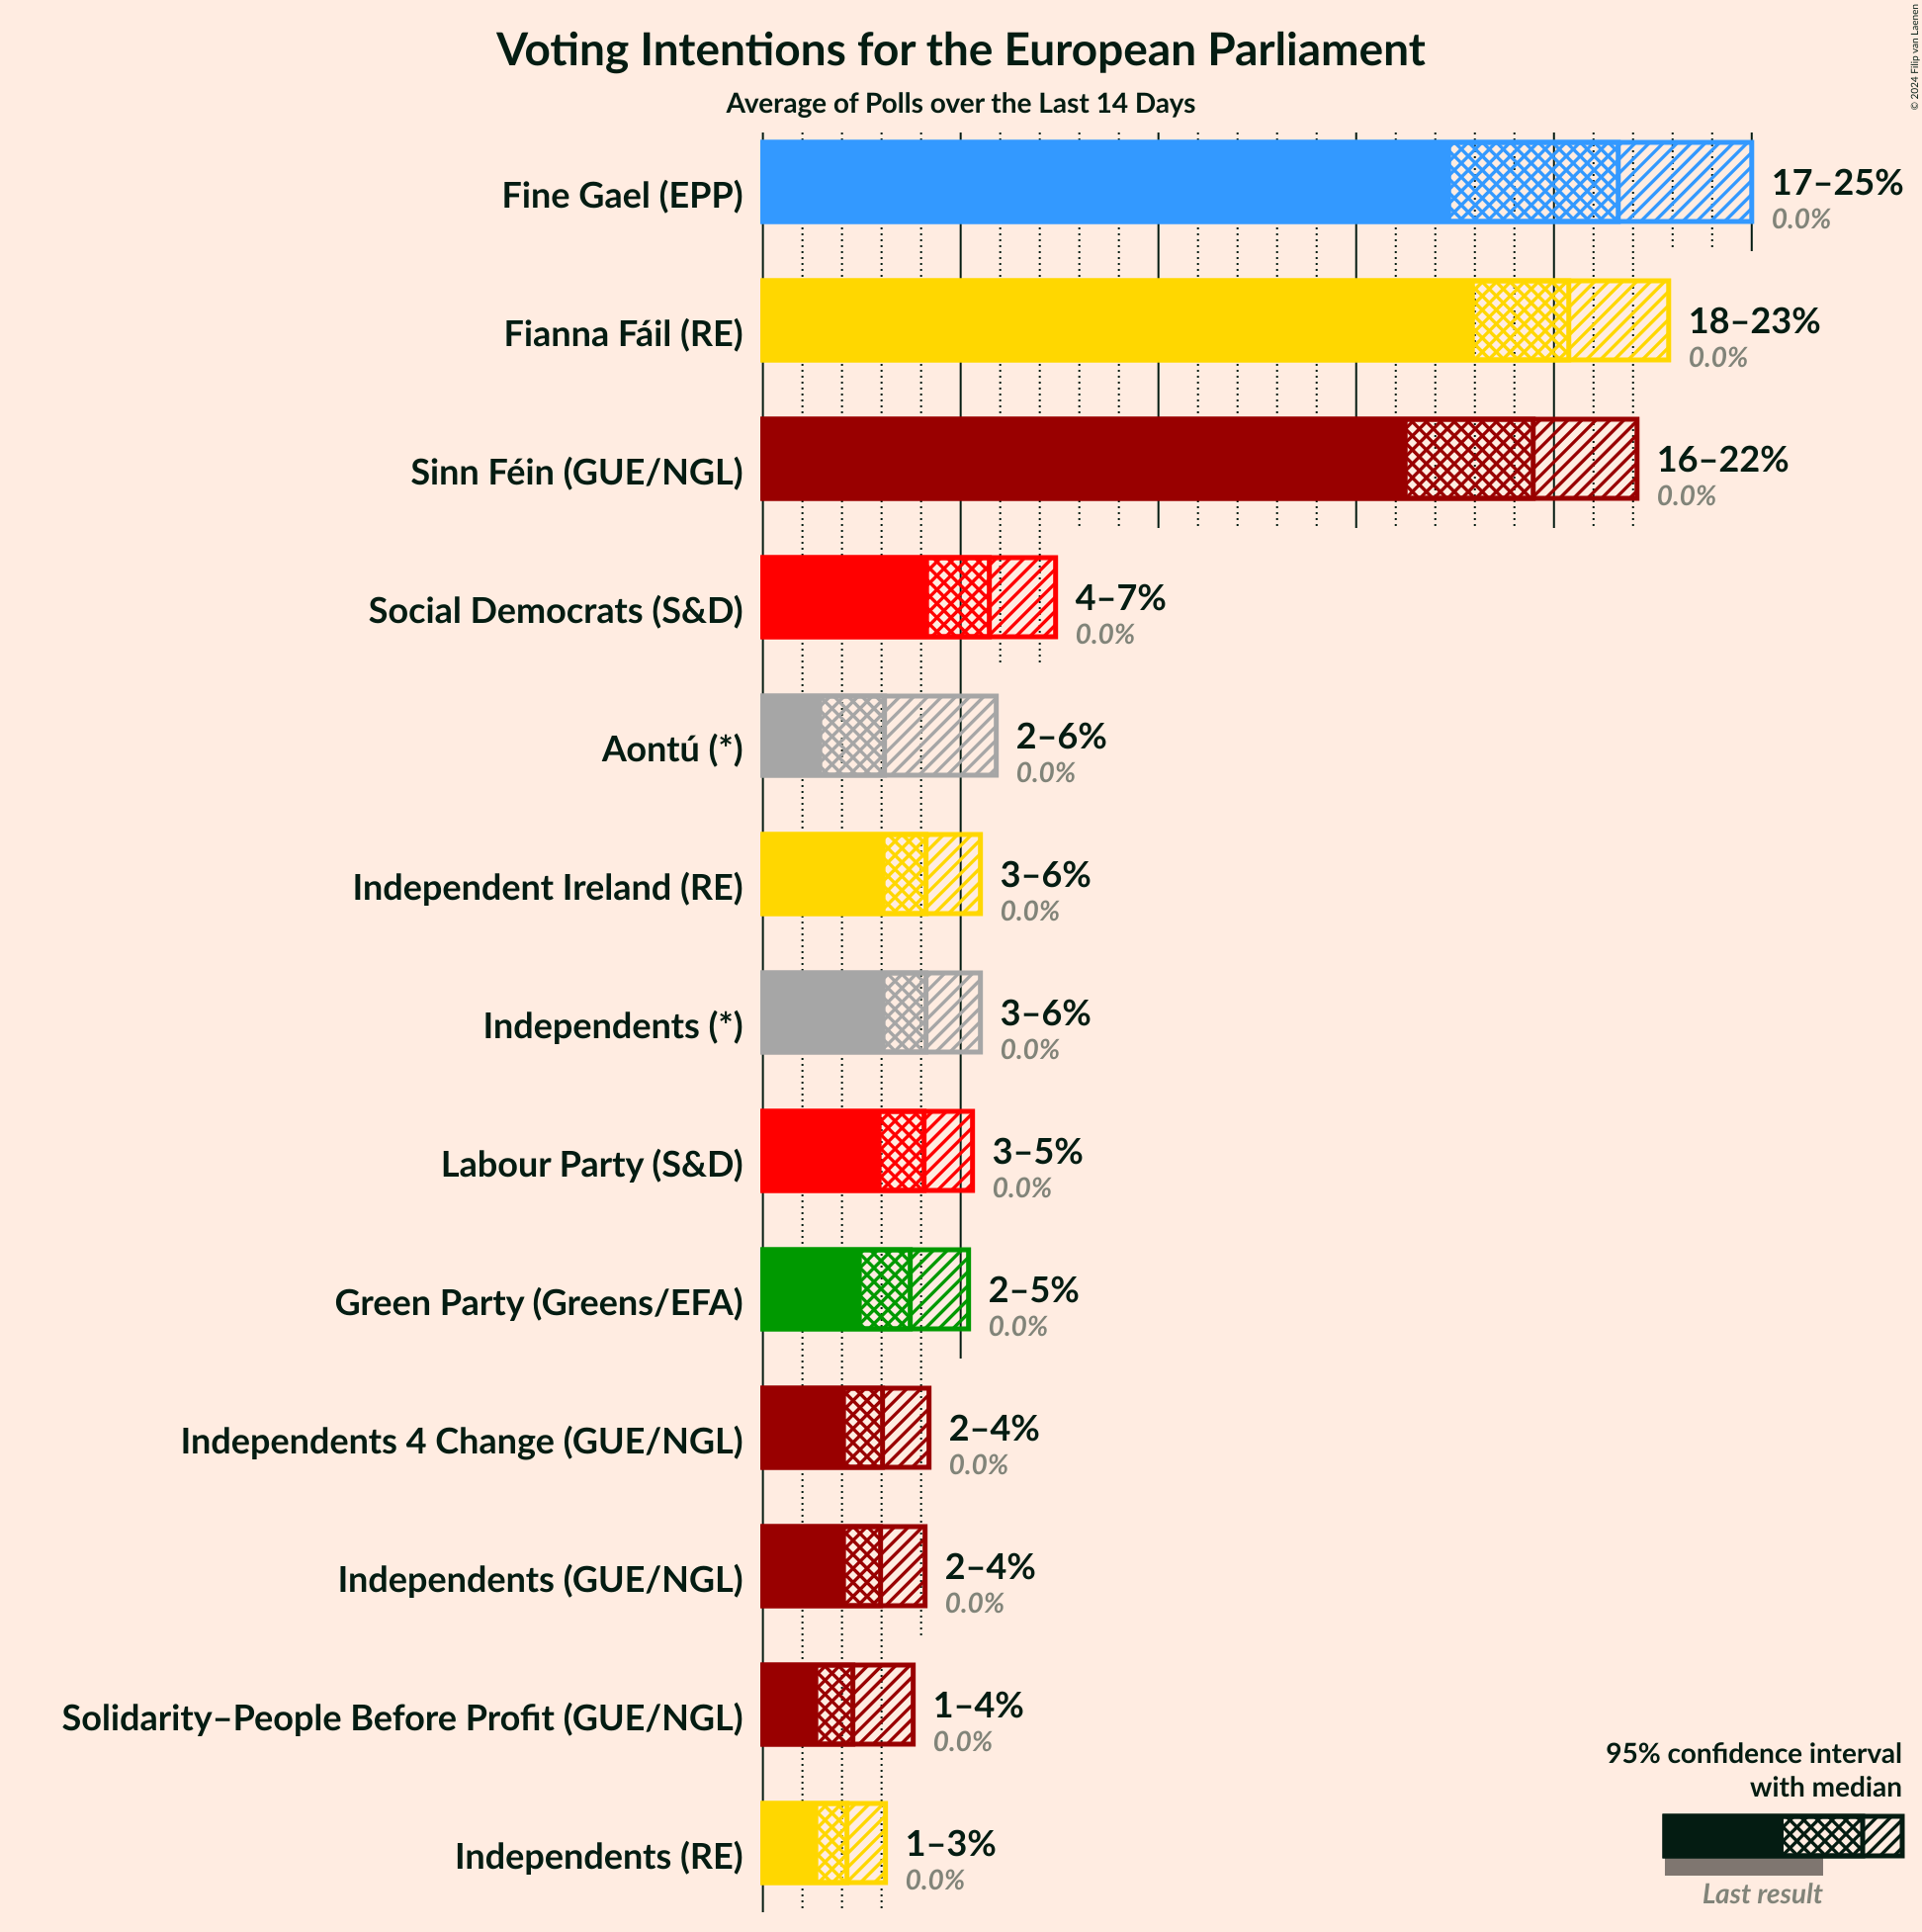 Voting Intentions for the European Parliament
Average of Polls over the Last 14 Days
© 2024 Filip van Laenen
Fine Gael (EPP)
17–25%
0.0%
Fianna Fáil (RE)
18–23%
0.0%
Sinn Féin (GUE/NGL)
16–22%
0.0%
Social Democrats (S&D)
4–7%
0.0%
Aontú (*)
2–6%
0.0%
Independent Ireland (RE)
3–6%
0.0%
Independents (*)
3–6%
0.0%
Labour Party (S&D)
3–5%
0.0%
Green Party (Greens/EFA)
2–5%
0.0%
Independents 4 Change (GUE/NGL)
2–4%
0.0%
Independents (GUE/NGL)
2–4%
0.0%
Solidarity–People Before Profit (GUE/NGL)
1–4%
0.0%
Independents (RE)
1–3%
0.0%
95% confidence interval
with median
Last result